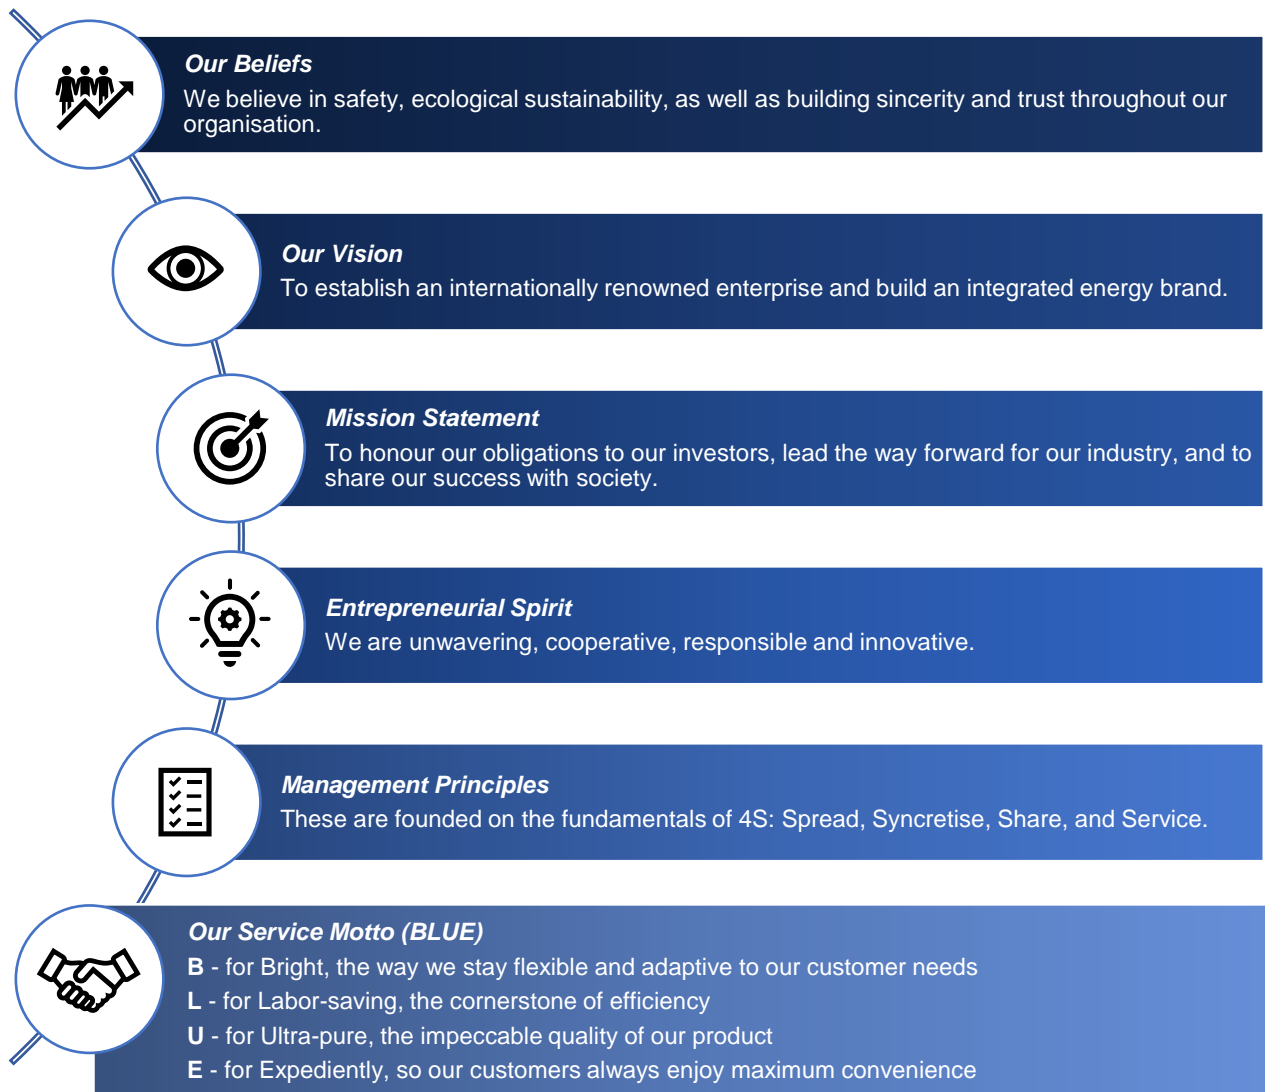 Our Beliefs
We believe in safety, ecological sustainability, as well as building sincerity and trust throughout our
organisation.
Our Vision
To establish an internationally renowned enterprise and build an integrated energy brand.
Mission Statement
To honour our obligations to our investors, lead the way forward for our industry, and to
share our success with society.
Entrepreneurial Spirit
We are unwavering, cooperative, responsible and innovative.
Management Principles
These are founded on the fundamentals of 4S: Spread, Syncretise, Share, and Service.
Our Service Motto (BLUE)
B - for Bright, the way we stay flexible and adaptive to our customer needs
L - for Labor-saving, the cornerstone of efficiency
U - for Ultra-pure, the impeccable quality of our product
E - for Expediently, so our customers always enjoy maximum convenience